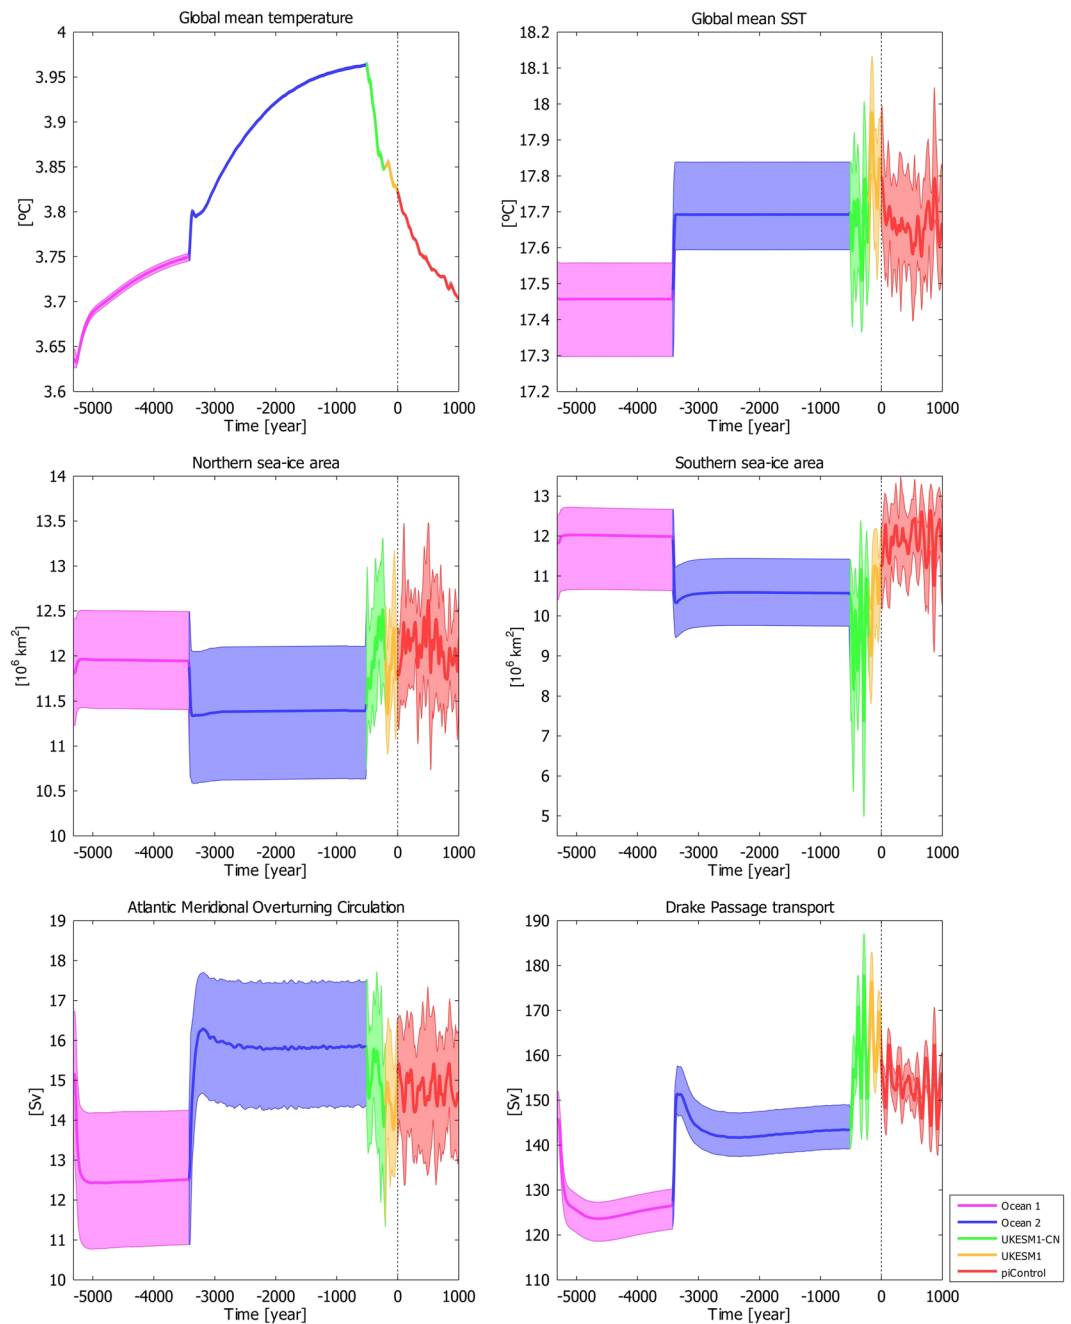 Global mean temperature
4
3.95
3.9
3.85
3.8
3.75
3.7
3.65
3.6
[ºC]
-5000 -4000 -3000 -2000 -1000 0 1000
Time [year]
Global mean SST
18.2
18.1
18
17.9
17.8
17.7
17.6
17.5
17.4
17.3
17.2
[ºC]
-5000 -4000 -3000 -2000 -1000 0 1000
Time [year]
Northern sea-ice area
14
13.5
13
12.5
12
11.5
11
10.5
10
[10⁶ km²]
-5000 -4000 -3000 -2000 -1000 0 1000
Time [year]
Southern sea-ice area
13
12
11
10
9
8
7
6
5
[10⁶ km²]
-5000 -4000 -3000 -2000 -1000 0 1000
Time [year]
Atlantic Meridional Overturning Circulation
19
18
17
16
15
14
13
12
11
10
[Sv]
-5000 -4000 -3000 -2000 -1000 0 1000
Time [year]
Drake Passage transport
190
180
170
160
150
140
130
120
110
[Sv]
-5000 -4000 -3000 -2000 -1000 0 1000
Time [year]
Ocean 1
Ocean 2
UKESM1-CN
UKESM1
piControl